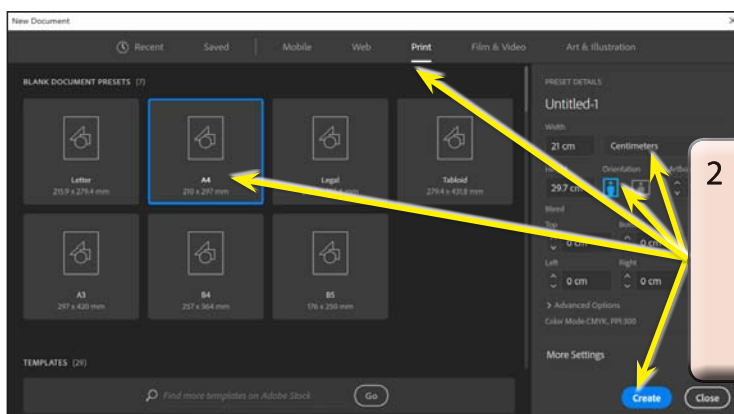 New Document
Recent Saved Mobile Web Print Film & Video Art & Illustration
BLANK DOCUMENT PRESETS (7)
Letter
215.9 x 279.4 mm
A4
210 x 297 mm
Legal
Tabloid
279.4 x 431.8 mm
A3
297 x 420 mm
B4
257 x 364 mm
B5
176 x 250 mm
TEMPLATES (29)
Find more templates on Adobe Stock Go
PRESET DETAILS
Untitled-1
Width
21 cm Centimeters
Orientation
29.7 cm
Bleed
Top
0 cm 0 cm
Left Right
0 cm 0 cm
> Advanced Options
Color Mode:CMYK, PPI:300
More Settings
Create Close
2